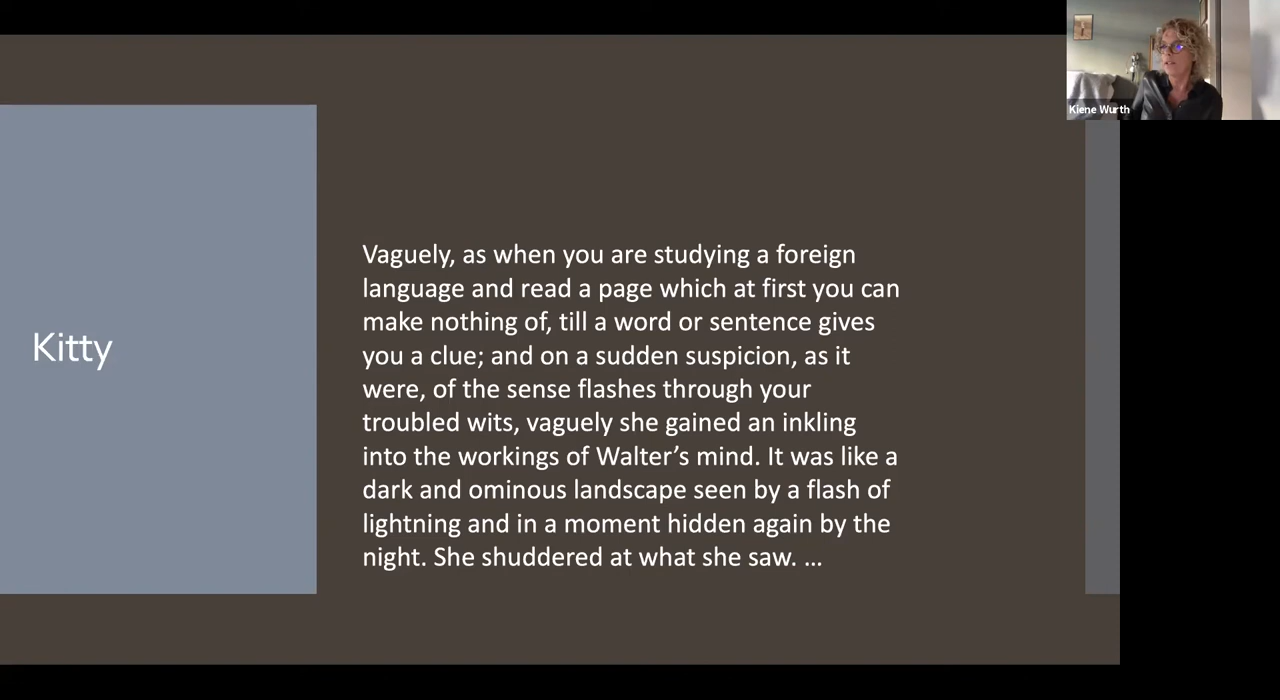 Kiene Wurth
Kitty
Vaguely, as when you are studying a foreign
language and read a page which at first you can
make nothing of, till a word or sentence gives
you a clue; and on a sudden suspicion, as it
were, of the sense flashes through your
troubled wits, vaguely she gained an inkling
into the workings of Walter’s mind. It was like a
dark and ominous landscape seen by a flash of
lightning and in a moment hidden again by the
night. She shuddered at what she saw. ...